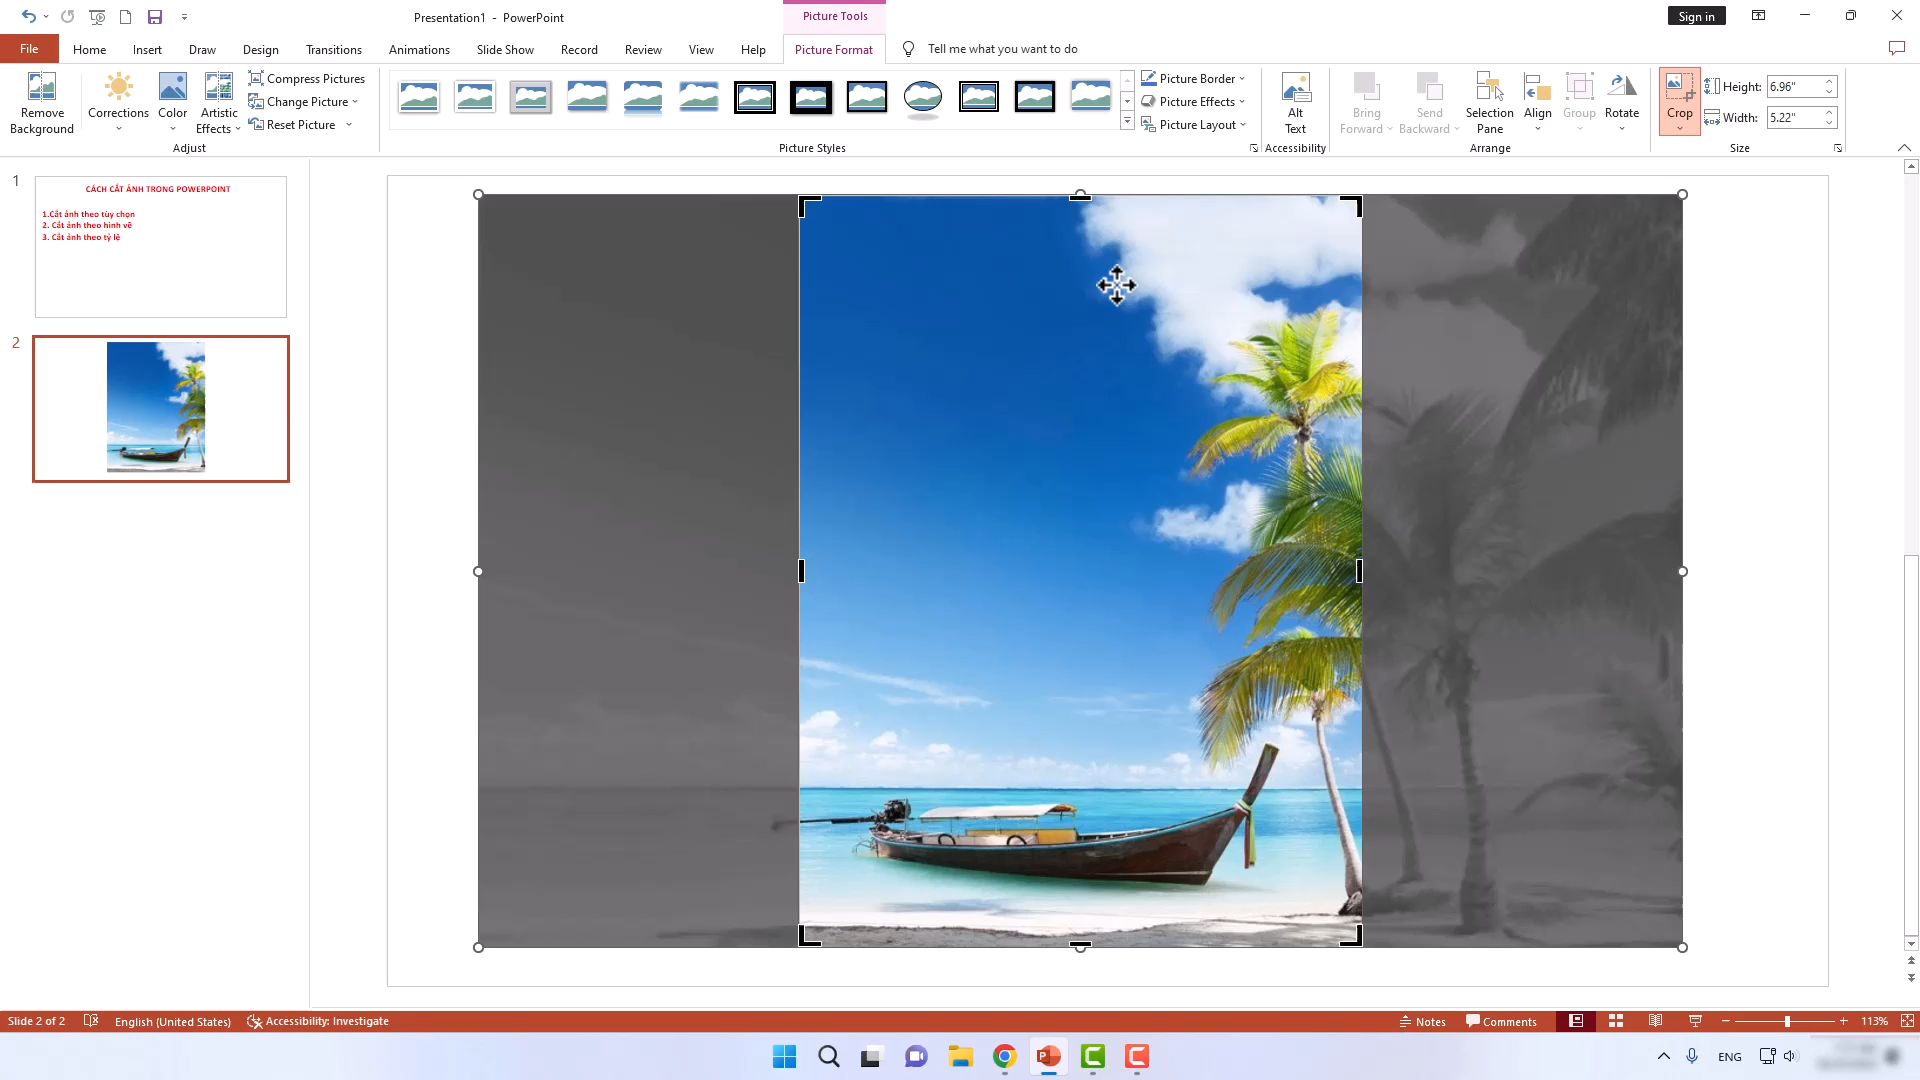 Presentation1 - PowerPoint
Picture Tools
Sign in
File
Home
Insert
Draw
Design
Transitions
Animations
Slide Show
Record
Review
View
Help
Picture Format
Tell me what you want to do
Remove Background
Corrections
Color
Artistic Effects
Compress Pictures
Change Picture
Reset Picture
Adjust
Picture Styles
Picture Border
Picture Effects
Picture Layout
Alt Text
Accessibility
Bring Forward
Send Backward
Selection Pane
Align
Group
Rotate
Arrange
Crop
Height: 6.96"
Width: 5.22"
Size
1
CÁCH CẮT ẢNH TRONG POWERPOINT
1.Cắt ảnh theo tùy chọn
2. Cắt ảnh theo hình vẽ
3. Cắt ảnh theo tỷ lệ
2
Slide 2 of 2
English (United States)
Accessibility: Investigate
Notes
Comments
113%
ENG